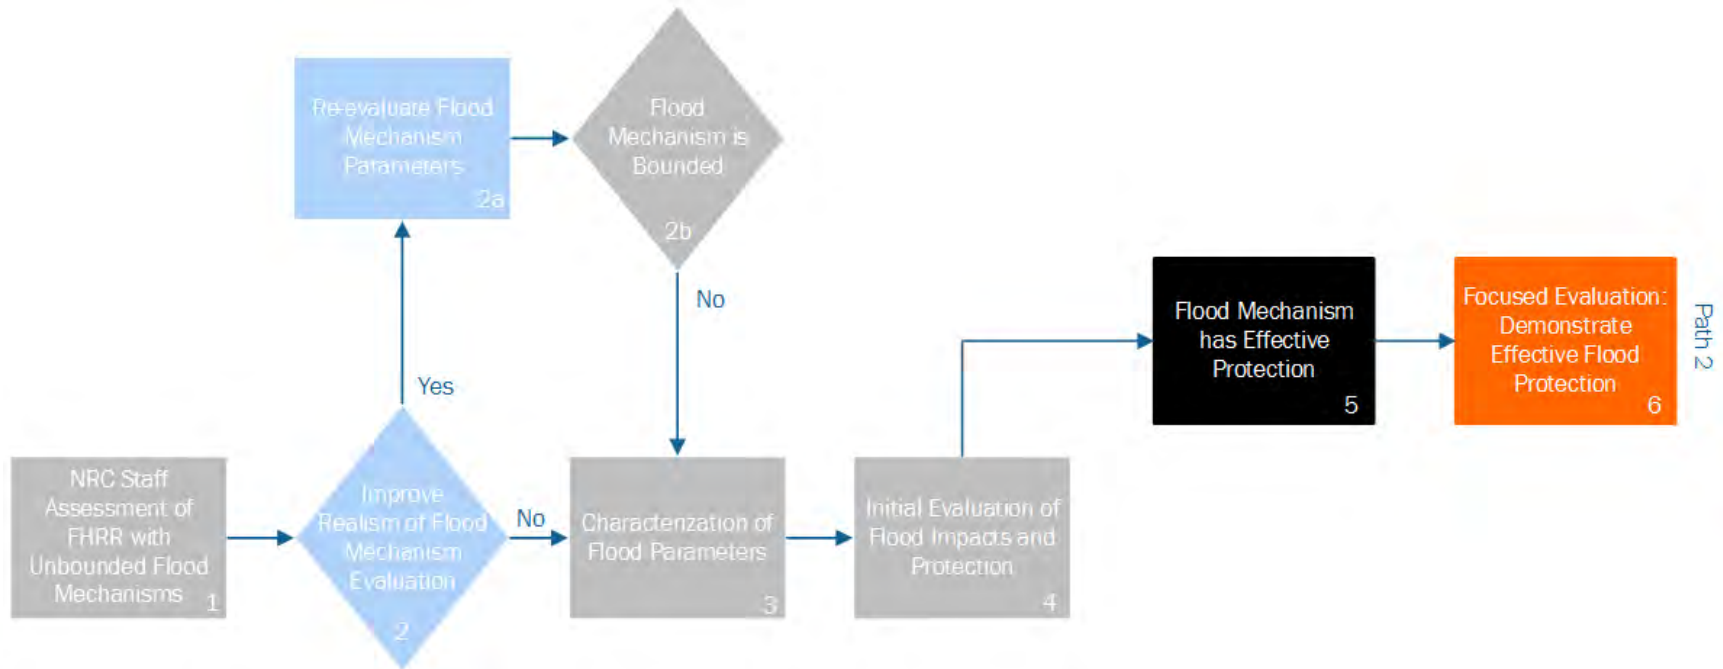 Re-evaluate Flood
Mechanism
Parameters
2a
Flood
Mechanism is
Bounded
2b
No
Yes
NRC Staff
Assessment of
FHRR with
Unbounded Flood
Mechanisms
1
Improve
Realism of Flood
Mechanism
Evaluation
2
No
Characterization of
Flood Parameters
3
Initial Evaluation of
Flood Impacts and
Protection
4
Flood Mechanism
has Effective
Protection
5
Focused Evaluation:
Demonstrate
Effective Flood
Protection
6
Path 2